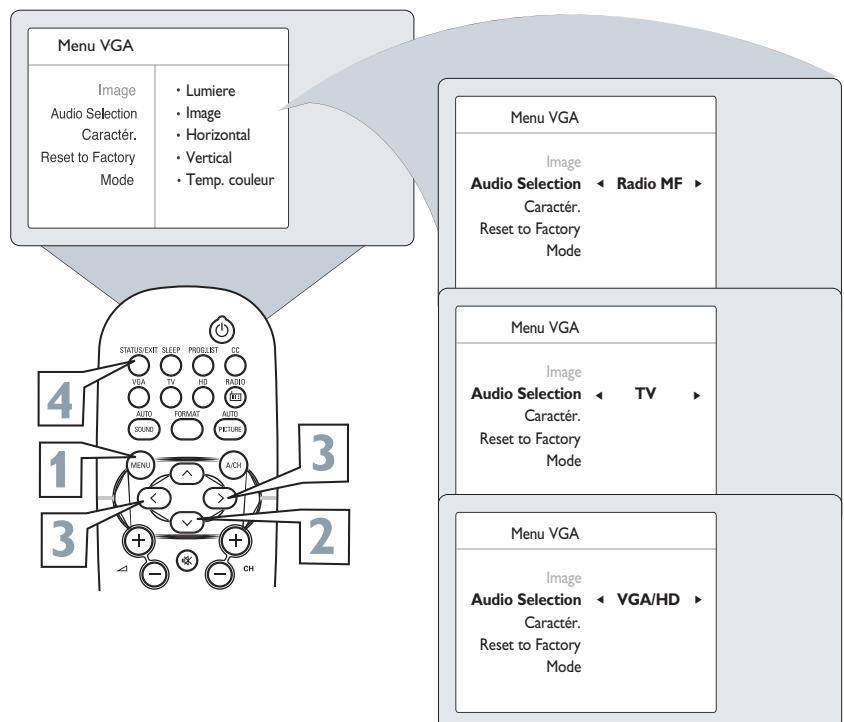 Menu VGA
Image
Audio Selection
Caractér.
Reset to Factory
Mode
• Lumiere
• Image
• Horizontal
• Vertical
• Temp. couleur
Menu VGA
Image
Audio Selection ◄ Radio MF ►
Caractér.
Reset to Factory
Mode
Menu VGA
Image
Audio Selection ◄ TV ►
Caractér.
Reset to Factory
Mode
Menu VGA
Image
Audio Selection ◄ VGA/HD ►
Caractér.
Reset to Factory
Mode
STATUS/EXIT SLEEP PROG.LIST CC
VGA TV HD RADIO
AUTO FORMAT AUTO
SOUND PICTURE
MENU A/CH
CH
4
1
3
3
2